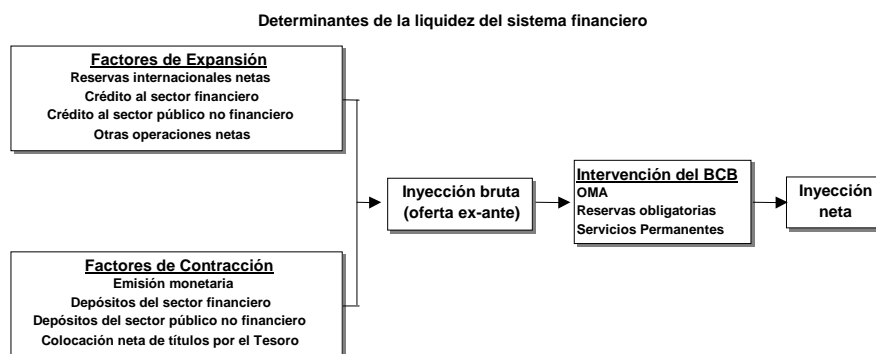 Determinantes de la liquidez del sistema financiero
Factores de Expansión
Reservas internacionales netas
Crédito al sector financiero
Crédito al sector público no financiero
Otras operaciones netas
Inyección bruta
(oferta ex-ante)
Intervención del BCB
OMA
Reservas obligatorias
Servicios Permanentes
Inyección
neta
Factores de Contracción
Emisión monetaria
Depósitos del sector financiero
Depósitos del sector público no financiero
Colocación neta de títulos por el Tesoro